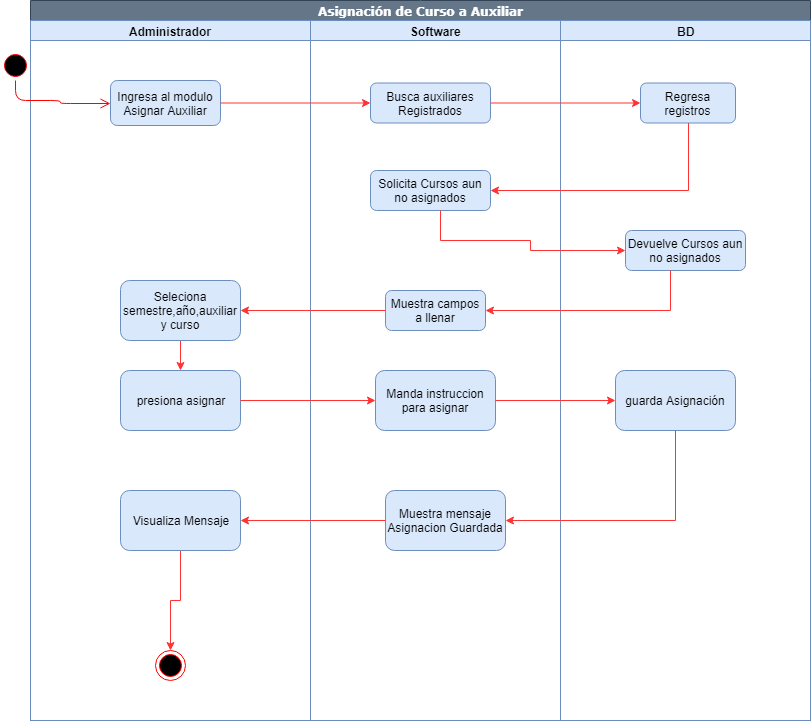 Asignación de Curso a Auxiliar
Administrador
Software
BD
Ingresa al modulo
Asignar Auxiliar
Busca auxiliares
Registrados
Regresa
registros
Solicita Cursos aun
no asignados
Devuelve Cursos aun
no asignados
Muestra campos
a llenar
Seleciona
semestre,año,auxiliar
y curso
presiona asignar
Manda instruccion
para asignar
guarda Asignación
Muestra mensaje
Asignacion Guardada
Visualiza Mensaje